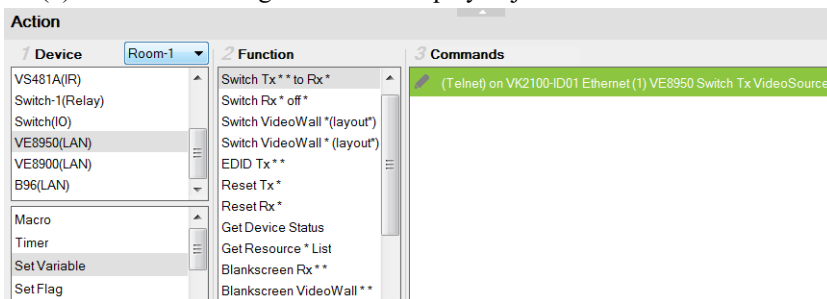 Action
1 Device
Room-1
2 Function
3 Commands
VS481A(IR)
Switch-1(Relay)
Switch(IO)
VE8950(LAN)
VE8900(LAN)
B96(LAN)
Macro
Timer
Set Variable
Set Flag
Switch Tx * * to Rx *
Switch Rx * off *
Switch VideoWall *(layout*)
Switch VideoWall * (layout*)
EDID Tx * *
Reset Tx *
Reset Rx *
Get Device Status
Get Resource * List
Blankscreen Rx * *
Blankscreen VideoWall * *
(Telnet) on VK2100-ID01 Ethernet (1) VE8950 Switch Tx VideoSource